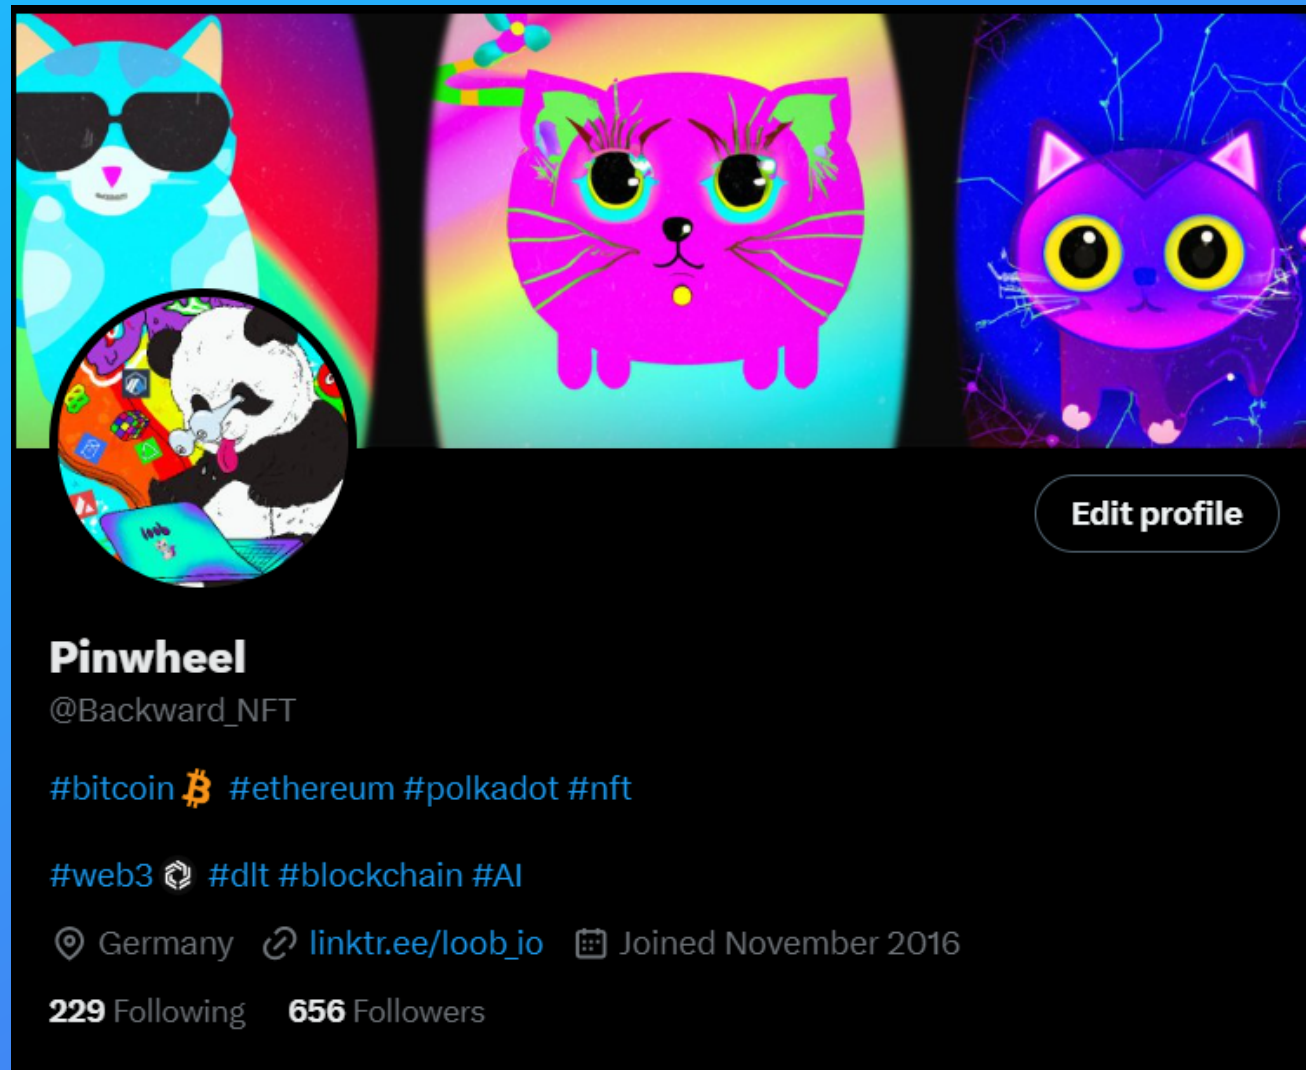 loob
Edit profile
Pinwheel
@Backward_NFT
#bitcoin #ethereum #polkadot #nft
#web3 #dlt #blockchain #AI
Germany linktr.ee/loob_io Joined November 2016
229 Following 656 Followers